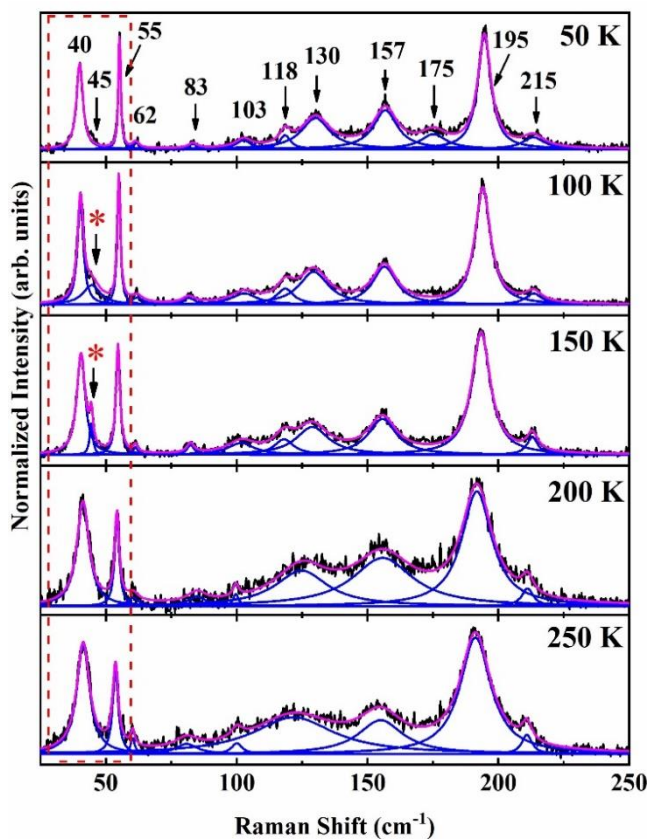 40
55
45
62
83
103
118
130
157
175
195
215
50 K
*
100 K
*
150 K
200 K
250 K
Normalized Intensity (arb. units)
50 100 150 200 250
Raman Shift (cm⁻¹)